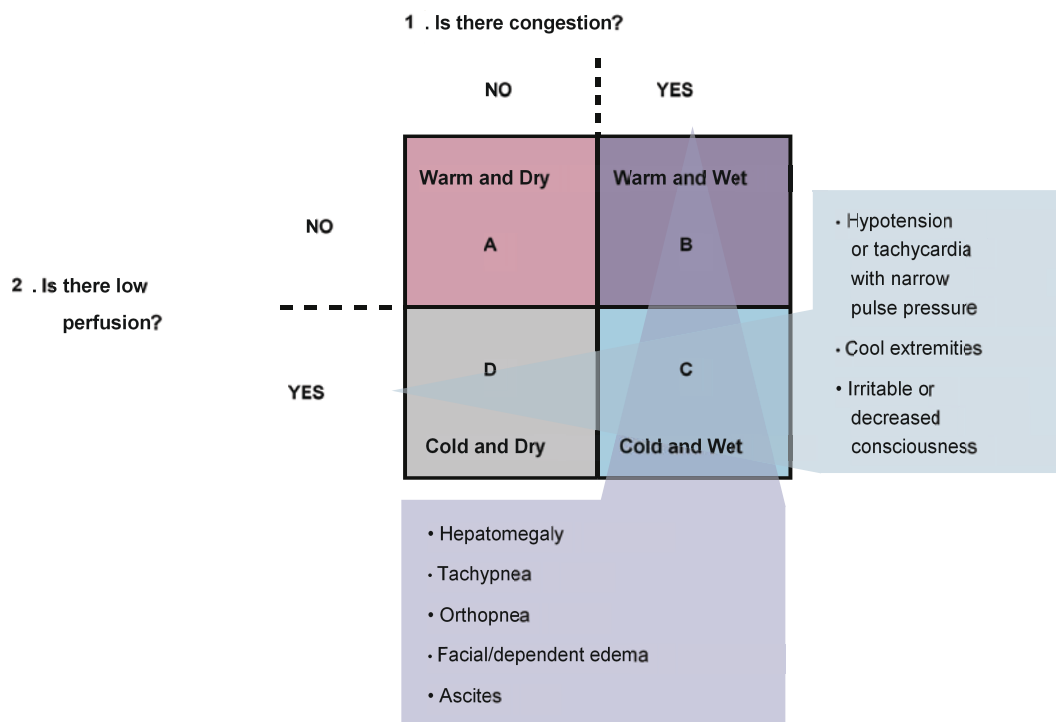 1 . Is there congestion?
NO YES
Warm and Dry Warm and Wet
NO
A B
2 . Is there low
perfusion?
YES
D C
Cold and Dry Cold and Wet
· Hypotension
or tachycardia
with narrow
pulse pressure
· Cool extremities
• Irritable or
decreased
consciousness
• Hepatomegaly
· Tachypnea
• Orthopnea
· Facial/dependent edema
• Ascites